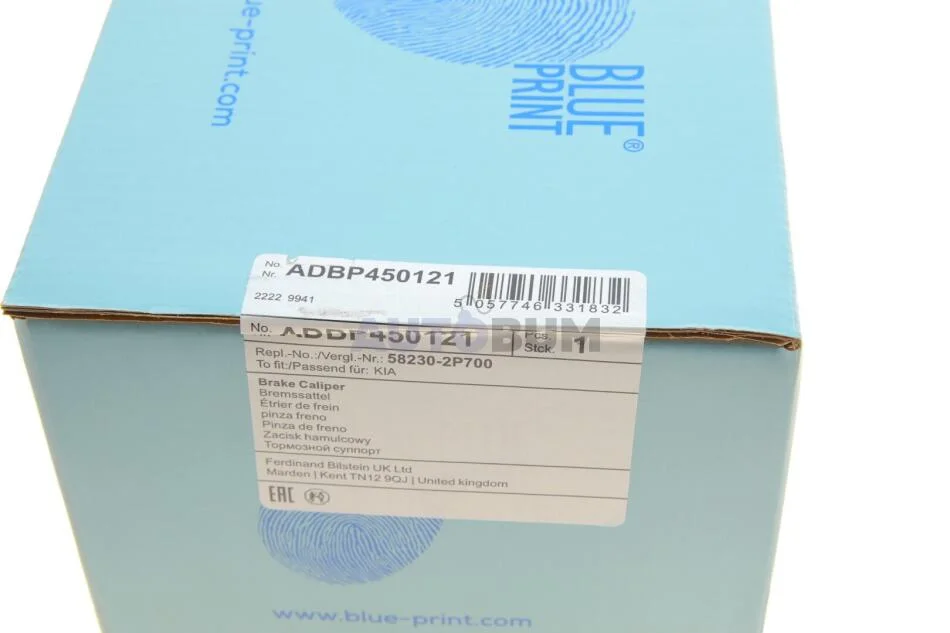 blue-print.com
BLUE
PRINT®
No.
Nr. ADBP450121
2222 9941
5 057746 331832
AUTOBUM
No. ADBP450121
Pcs.
Stck. 1
Repl.-No.:/Vergl.-Nr.: 58230-2P700
To fit:/Passend für: KIA
Brake Caliper
Bremssattel
Étrier de frein
pinza freno
Pinza de freno
Zacisk hamulcowy
Тормозной суппорт
Ferdinand Bilstein UK Ltd
Marden | Kent TN12 9QJ | United kingdom
EAC
www.blue-print.com